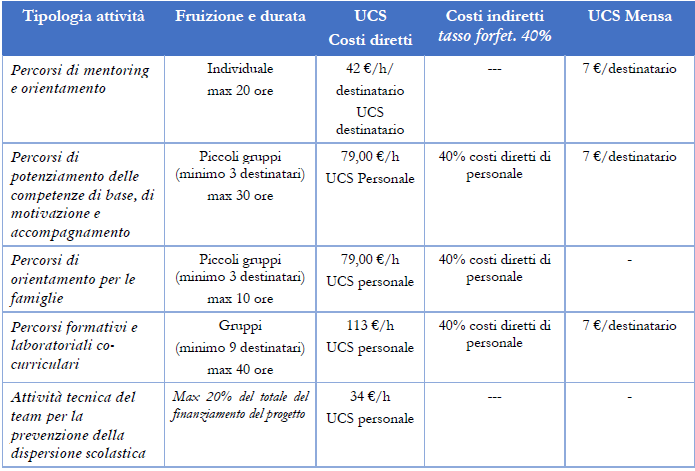 Tipologia attività
Fruizione e durata
UCS
Costi diretti
Costi indiretti
tasso forfet. 40%
UCS Mensa
Percorsi di mentoring
e orientamento
Individuale
max 20 ore
42 €/h/
destinatario
UCS
destinatario
---
7 €/destinatario
Percorsi di
potenziamento delle
competenze di base, di
motivazione e
accompagnamento
Piccoli gruppi
(minimo 3 destinatari)
max 30 ore
79,00 €/h
UCS Personale
40% costi diretti di
personale
7 €/destinatario
Percorsi di
orientamento per le
famiglie
Piccoli gruppi
(minimo 3 destinatari)
max 10 ore
79,00 €/h
UCS personale
40% costi diretti di
personale
-
Percorsi formativi e
laboratoriali co-
curriculari
Gruppi
(minimo 9 destinatari)
max 40 ore
113 €/h
UCS personale
40% costi diretti di
personale
7 €/destinatario
Attività tecnica del
team per la
prevenzione della
dispersione scolastica
Max 20% del totale del
finanziamento del progetto
34 €/h
UCS personale
---
-